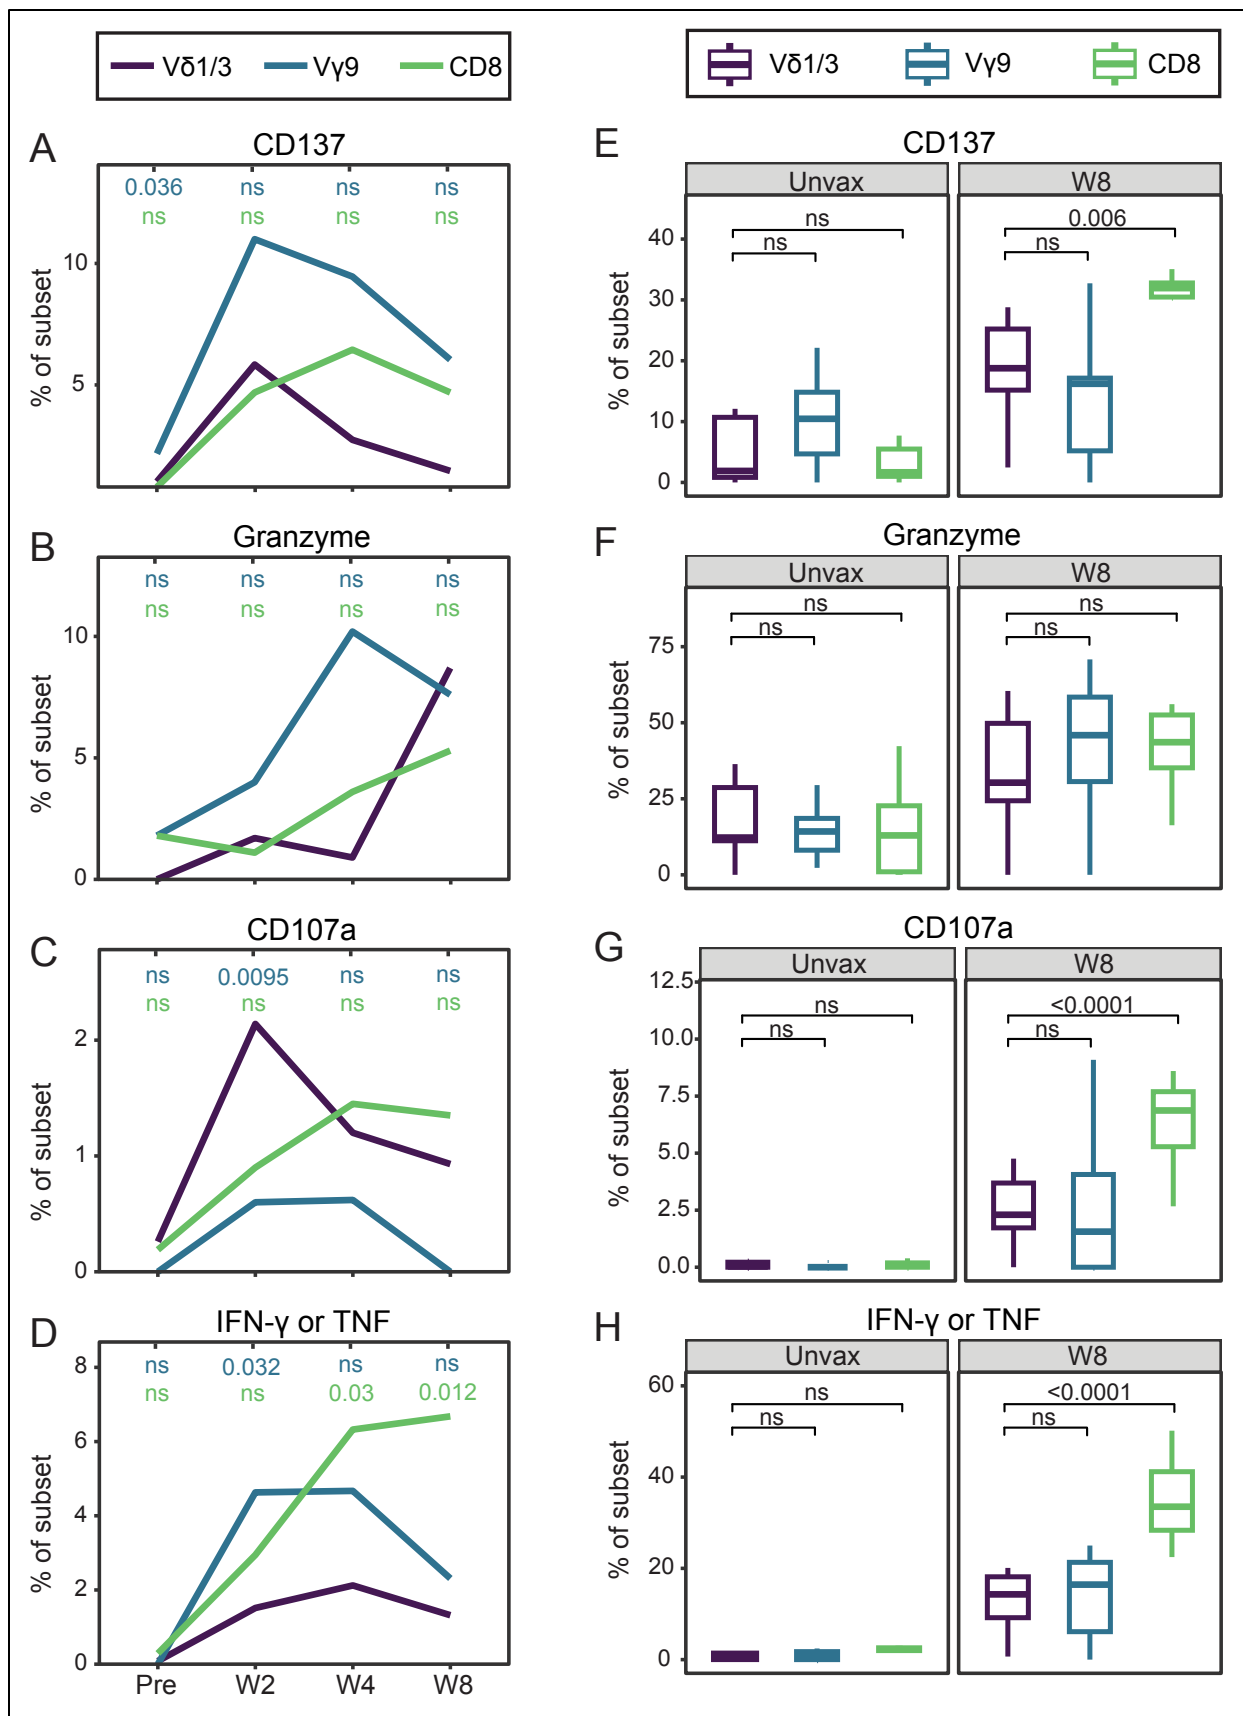 Vδ1/3 Vγ9 CD8
Vδ1/3 Vγ9 CD8
A
CD137
0.036 ns ns ns
ns ns ns ns
10
5
% of subset
B
Granzyme
ns ns ns ns
ns ns ns ns
10
5
0
% of subset
C
CD107a
ns 0.0095 ns ns
ns ns ns ns
2
1
0
% of subset
D
IFN-γ or TNF
ns 0.032 ns ns
ns ns 0.03 0.012
8
6
4
2
0
% of subset
Pre W2 W4 W8
E
CD137
Unvax W8
ns 0.006
ns ns
40
30
20
10
0
% of subset
F
Granzyme
Unvax W8
ns ns
ns ns
75
50
25
0
% of subset
G
CD107a
Unvax W8
ns <0.0001
ns ns
12.5
10.0
7.5
5.0
2.5
0.0
% of subset
H
IFN-γ or TNF
Unvax W8
ns <0.0001
ns ns
60
40
20
0
% of subset